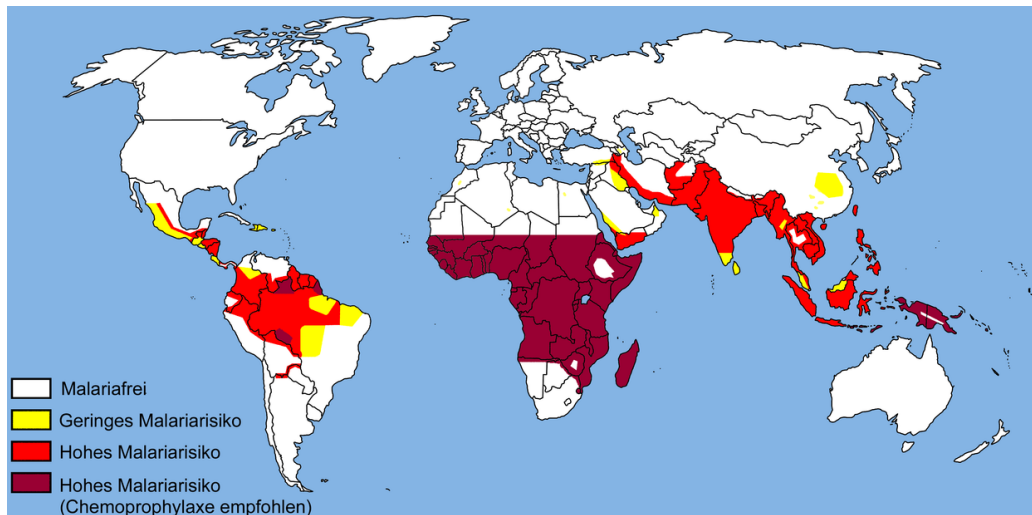 Malariafrei
Geringes Malariarisiko
Hohes Malariarisiko
Hohes Malariarisiko
(Chemoprophylaxe empfohlen)